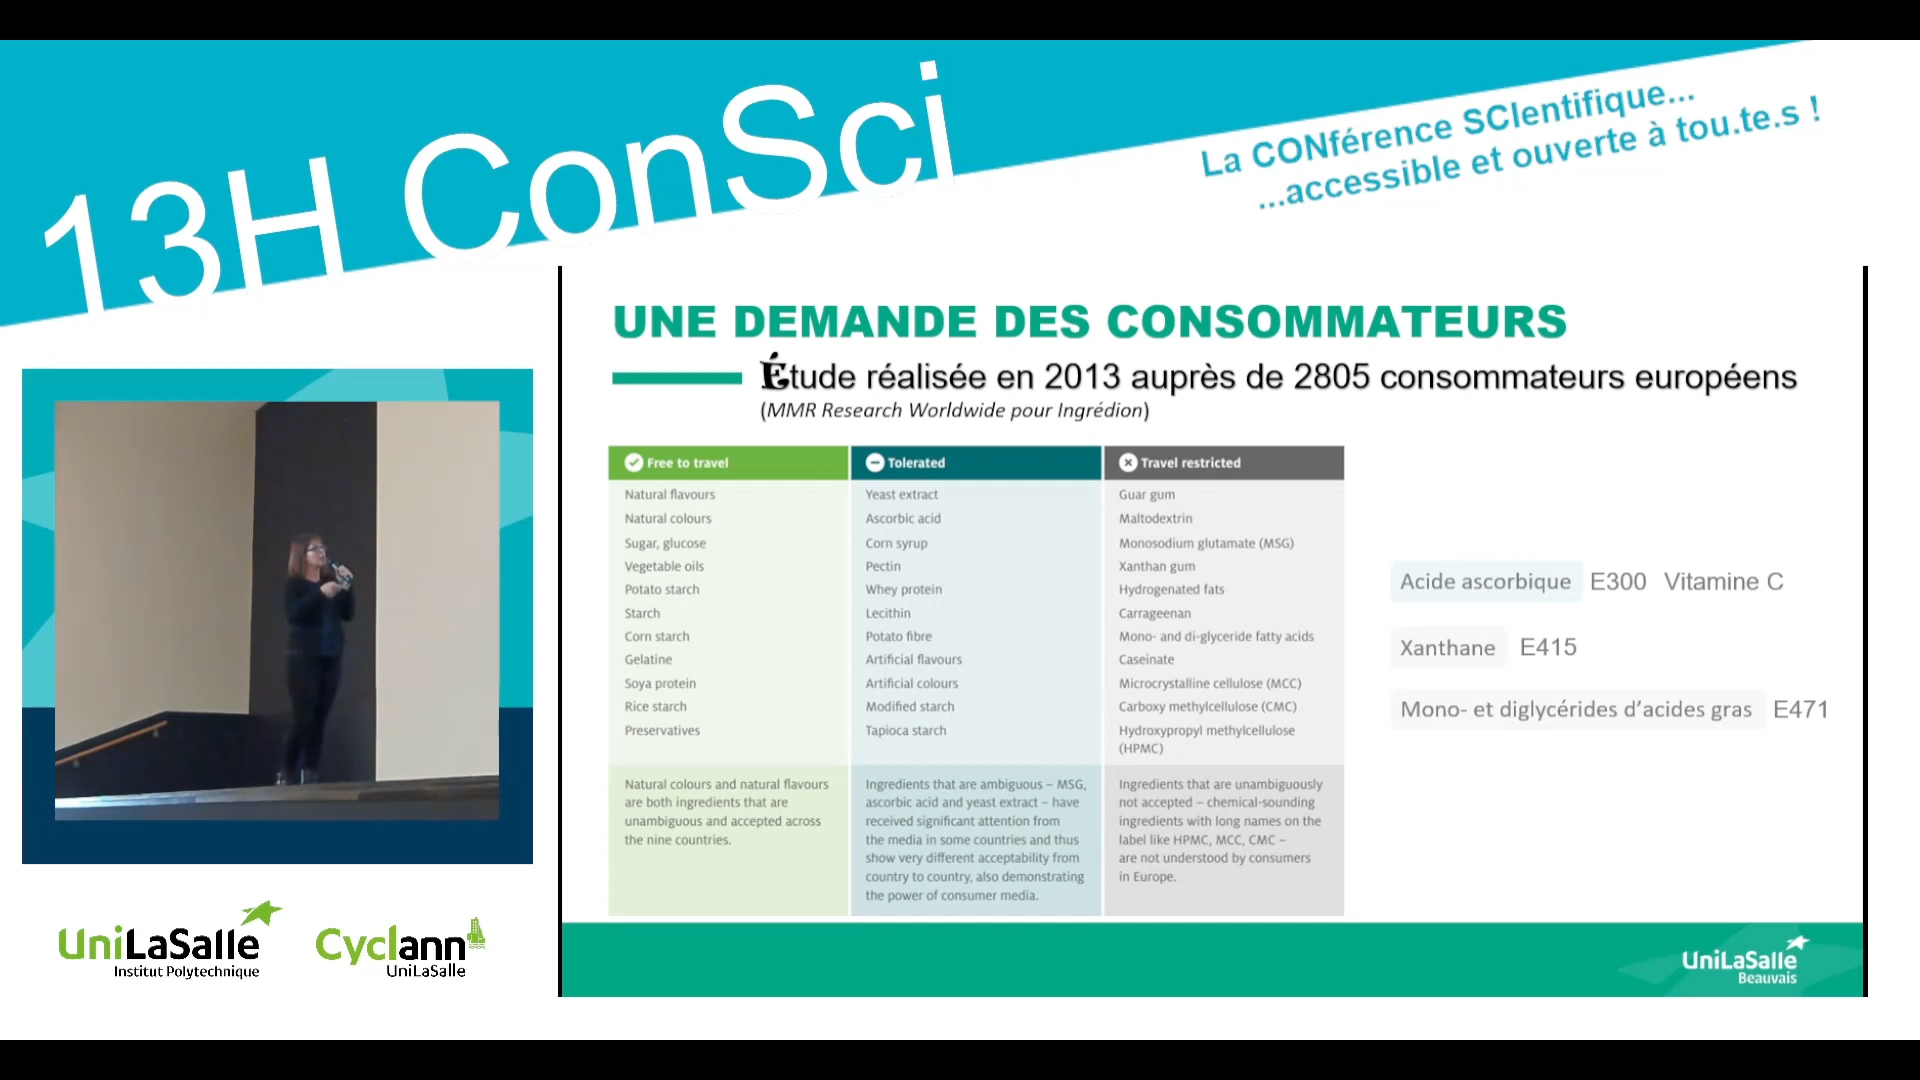 13H ConSci
La CONférence SCIentifique...
...accessible et ouverte à tou.te.s !
UNE DEMANDE DES CONSOMMATEURS
Étude réalisée en 2013 auprès de 2805 consommateurs européens
(MMR Research Worldwide pour Ingrédion)
Free to travel
Natural flavours
Natural colours
Sugar, glucose
Vegetable oils
Potato starch
Starch
Corn starch
Gelatine
Soya protein
Rice starch
Preservatives
Natural colours and natural flavours
are both ingredients that are
unambiguous and accepted across
the nine countries.
Tolerated
Yeast extract
Ascorbic acid
Corn syrup
Pectin
Whey protein
Lecithin
Potato fibre
Artificial flavours
Artificial colours
Modified starch
Tapioca starch
Ingredients that are ambiguous – MSG,
ascorbic acid and yeast extract – have
received significant attention from
the media in some countries and thus
show very different acceptability from
country to country, also demonstrating
the power of consumer media.
Travel restricted
Guar gum
Maltodextrin
Monosodium glutamate (MSG)
Xanthan gum
Hydrogenated fats
Carrageenan
Mono- and di-glyceride fatty acids
Caseinate
Microcrystalline cellulose (MCC)
Carboxy methylcellulose (CMC)
Hydroxypropyl methylcellulose
(HPMC)
Ingredients that are unambiguously
not accepted – chemical-sounding
ingredients with long names on the
label like HPMC, MCC, CMC –
are not understood by consumers
in Europe.
Acide ascorbique E300 Vitamine C
Xanthane E415
Mono- et diglycérides d'acides gras E471
UniLaSalle
Institut Polytechnique
Cyclann
UniLaSalle
UniLaSalle
Beauvais